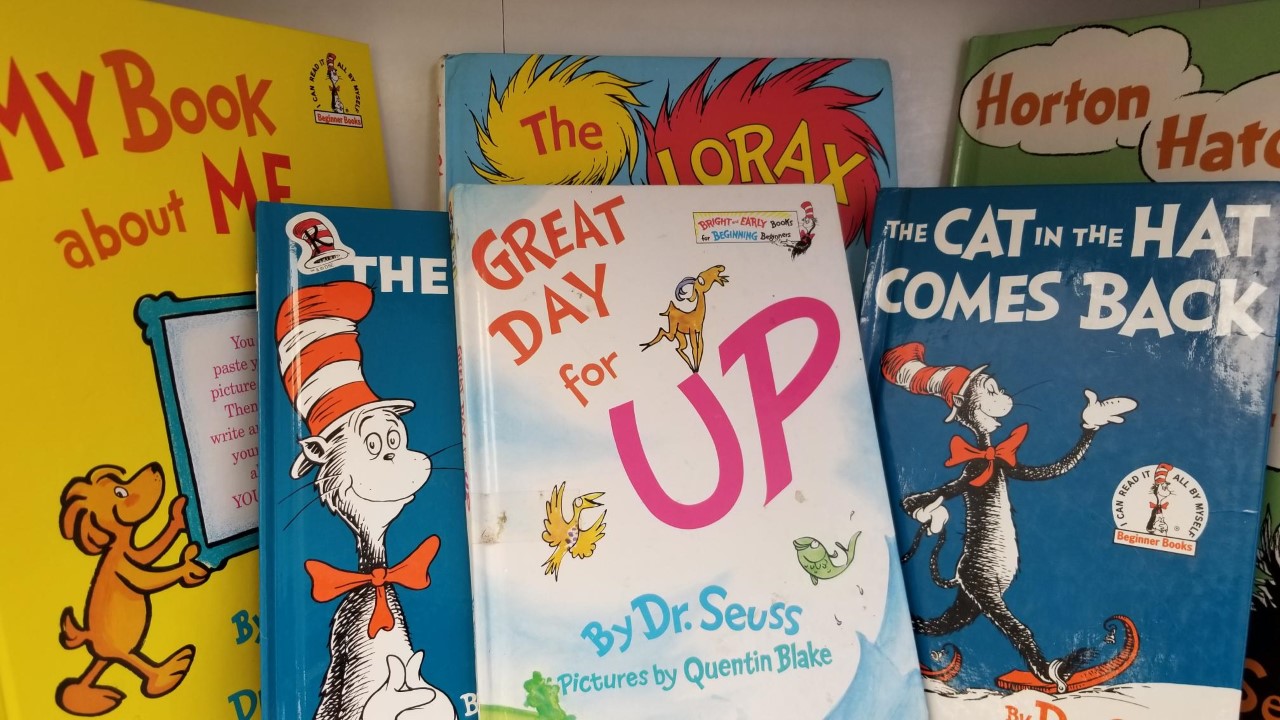 MY BOOK
about ME
I CAN READ IT ALL BY MYSELF
Beginner Books
You
paste
picture
Then
write
YOU
By
The
LORAX
Horton
THE
GREAT
DAY
for
UP
BRIGHT and EARLY BOOKS
for BEGINNING Beginners
By Dr. Seuss
Pictures by Quentin Blake
THE CAT IN THE HAT
COMES BACK
I CAN READ IT ALL BY MYSELF
Beginner Books
By